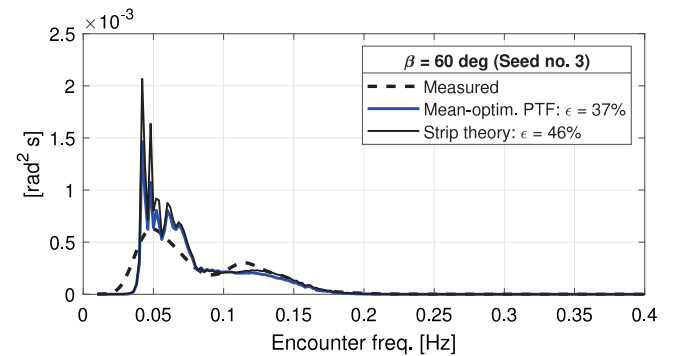 ×10⁻³
2.5
2
1.5
1
0.5
0
[rad² s]
β = 60 deg (Seed no. 3)
Measured
Mean-optim. PTF: ϵ = 37%
Strip theory: ϵ = 46%
0 0.05 0.1 0.15 0.2 0.25 0.3 0.35 0.4
Encounter freq. [Hz]